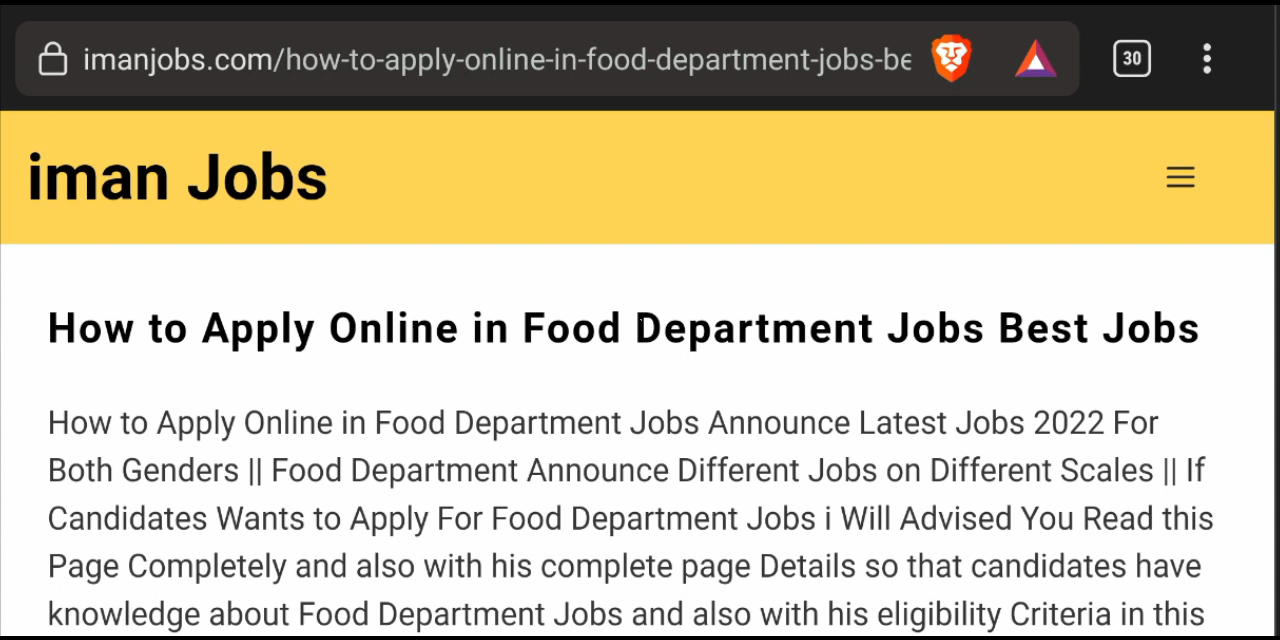 imanjobs.com/how-to-apply-online-in-food-department-jobs-be
30
iman Jobs
How to Apply Online in Food Department Jobs Best Jobs
How to Apply Online in Food Department Jobs Announce Latest Jobs 2022 For
Both Genders || Food Department Announce Different Jobs on Different Scales || If
Candidates Wants to Apply For Food Department Jobs i Will Advised You Read this
Page Completely and also with his complete page Details so that candidates have
knowledge about Food Department Jobs and also with his eligibility Criteria in this